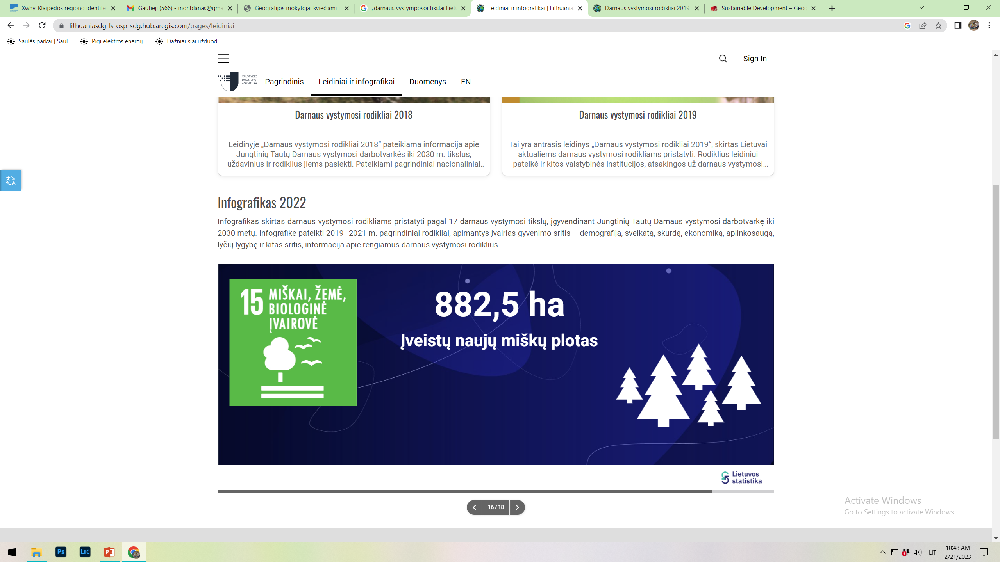 Xwhy_Klaipedos regiono identite
Gautieji (566) - monblanas@gma
Geografijos mokytojai kviečiami į
„darnaus vystymposoi tikslai Liet
Leidiniai ir infografikai | Lithuania
Darnaus vystymosi rodikliai 2019
Sustainable Development – Geog
lithuaniasdg-ls-osp-sdg.hub.arcgis.com/pages/leidiniai
Saulės parkai | Saul...
Pigi elektros energij...
Dažniausiai užduod...
Sign In
VALSTYBĖS
DUOMENŲ
AGENTŪRA
Pagrindinis
Leidiniai ir infografikai
Duomenys
EN
Darnaus vystymosi rodikliai 2018
Leidinyje „Darnaus vystymosi rodikliai 2018“ pateikiama informacija apie
Jungtinių Tautų Darnaus vystymosi darbotvarkės iki 2030 m. tikslus,
uždavinius ir rodiklius jiems pasiekti. Pateikiami pagrindiniai nacionaliniai..
Darnaus vystymosi rodikliai 2019
Tai yra antrasis leidinys „Darnaus vystymosi rodikliai 2019“, skirtas Lietuvai
aktualiems darnaus vystymosi rodikliams pristatyti. Rodiklius leidiniui
pateikė ir kitos valstybinės institucijos, atsakingos už darnaus vystymosi...
Infografikas 2022
Infografikas skirtas darnaus vystymosi rodikliams pristatyti pagal 17 darnaus vystymosi tikslų, įgyvendinant Jungtinių Tautų Darnaus vystymosi darbotvarkę iki
2030 metų. Infografike pateikti 2019–2021 m. pagrindiniai rodikliai, apimantys įvairias gyvenimo sritis – demografiją, sveikatą, skurdą, ekonomiką, aplinkosaugą,
lyčių lygybę ir kitas sritis, informacija apie rengiamus darnaus vystymosi rodiklius.
15 MIŠKAI, ŽEMĖ,
BIOLOGINĖ
ĮVAIROVĖ
882,5 ha
Įveistų naujų miškų plotas
Lietuvos
statistika
16 / 18
Activate Windows
Go to Settings to activate Windows.
Ps
LrC
4
LIT
10:48 AM
2/21/2023